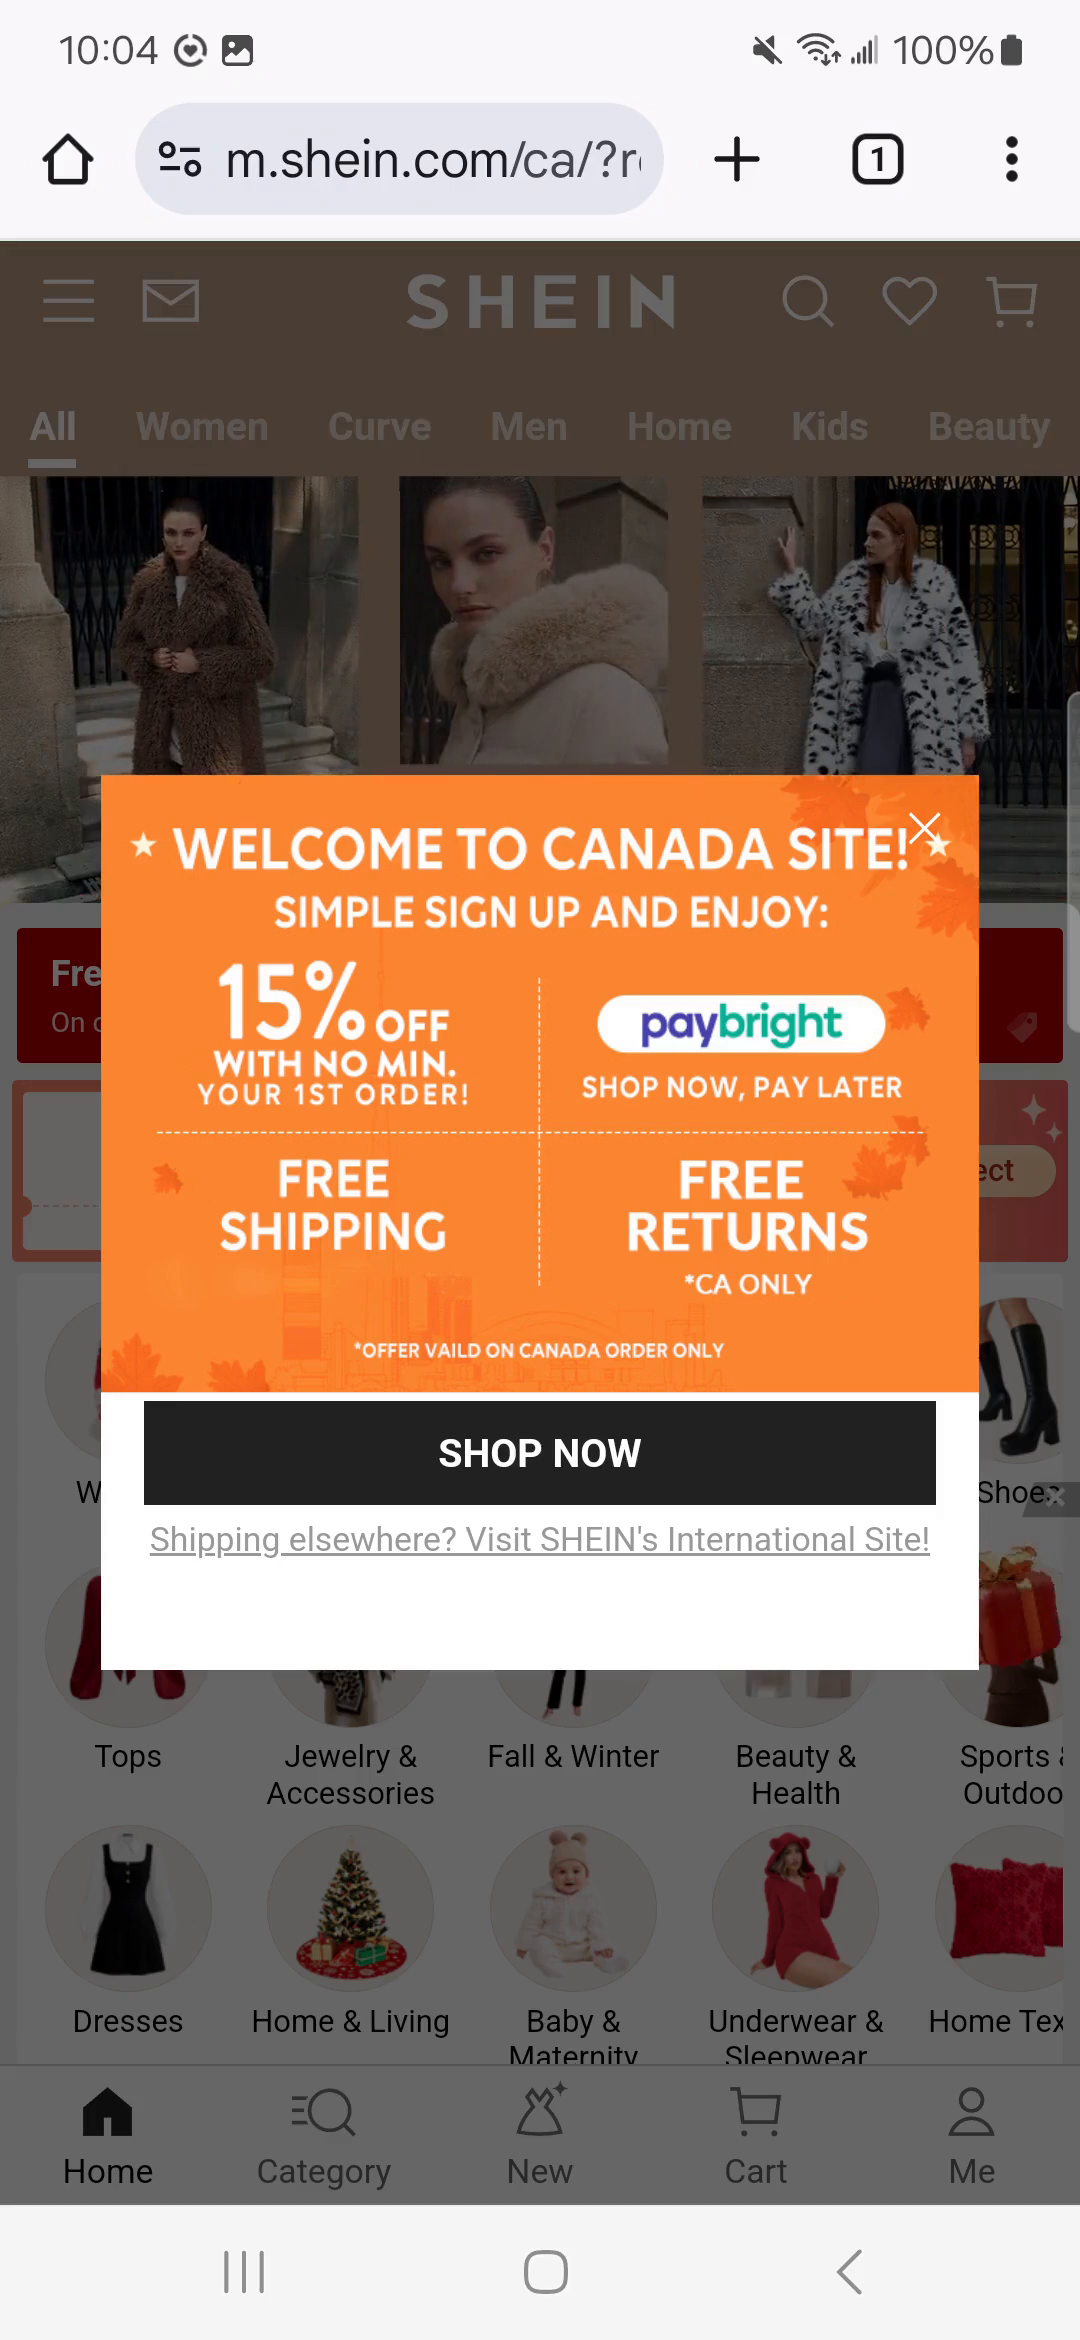 10:04
100%
m.shein.com/ca/?r
1
SHEIN
All Women Curve Men Home Kids Beauty
WELCOME TO CANADA SITE!
SIMPLE SIGN UP AND ENJOY:
15% OFF
WITH NO MIN.
YOUR 1ST ORDER!
paybright
SHOP NOW, PAY LATER
FREE
SHIPPING
FREE
RETURNS
*CA ONLY
*OFFER VAILD ON CANADA ORDER ONLY
SHOP NOW
Shipping elsewhere? Visit SHEIN's International Site!
Fre
On
ect
W
Shoes
Tops
Jewelry &
Accessories
Fall & Winter
Beauty &
Health
Sports &
Outdoo
Dresses
Home & Living
Baby &
Maternity
Underwear &
Sleepwear
Home Tex
Home
Category
New
Cart
Me